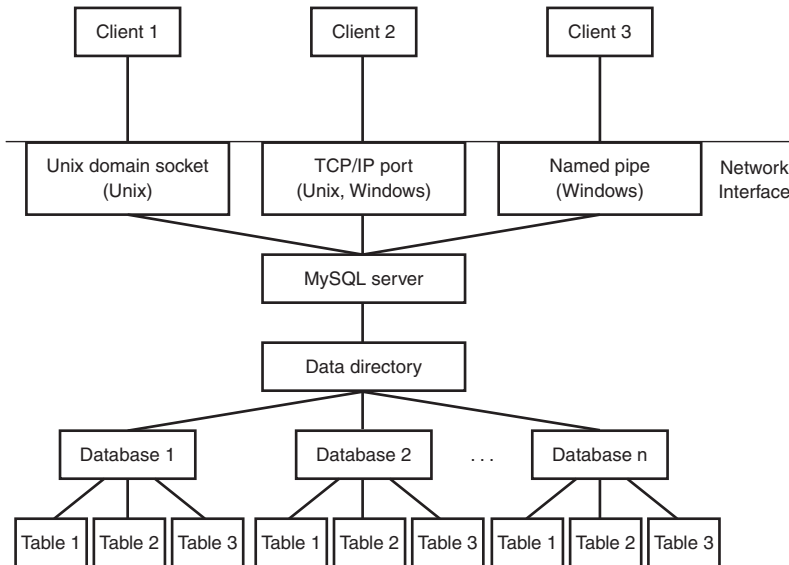 Client 1
Client 2
Client 3
Unix domain socket
(Unix)
TCP/IP port
(Unix, Windows)
Named pipe
(Windows)
Network
Interface
MySQL server
Data directory
Database 1
Database 2
. . .
Database n
Table 1
Table 2
Table 3
Table 1
Table 2
Table 3
Table 1
Table 2
Table 3